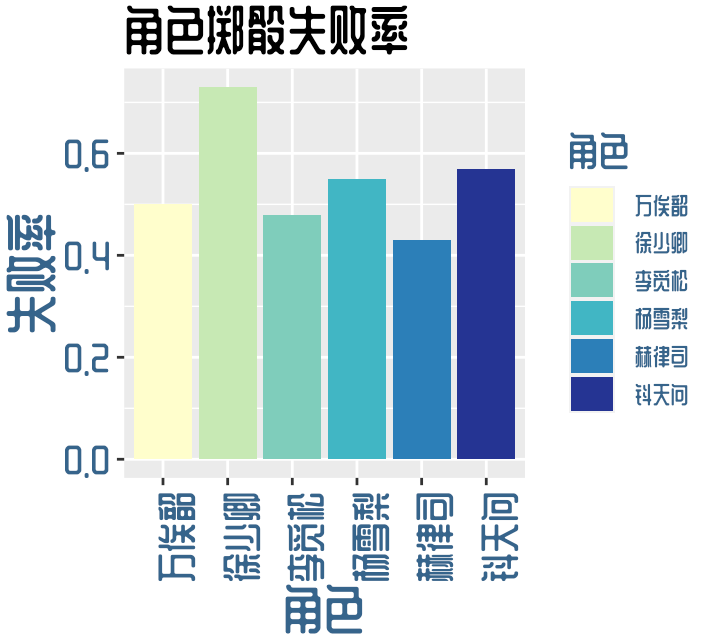 角色掷骰失败率
失败率
0.6
0.4
0.2
0.0
万俟韶
徐少卿
李觅松
杨雪梨
赫律司
钭天问
角色
角色
万俟韶
徐少卿
李觅松
杨雪梨
赫律司
钭天问